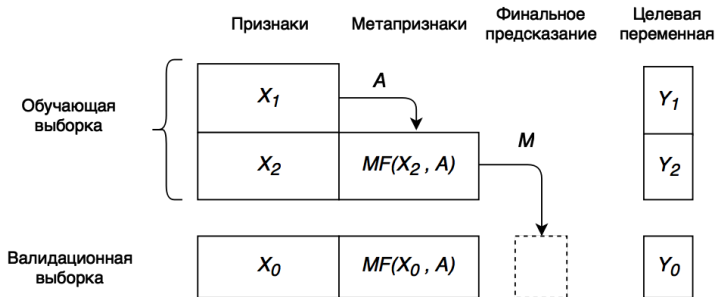 Признаки
Метапризнаки
Финальное
предсказание
Целевая
переменная
Обучающая
выборка
X1
A
Y1
X2
MF(X2 , A)
M
Y2
Валидационная
выборка
X0
MF(X0 , A)
Y0